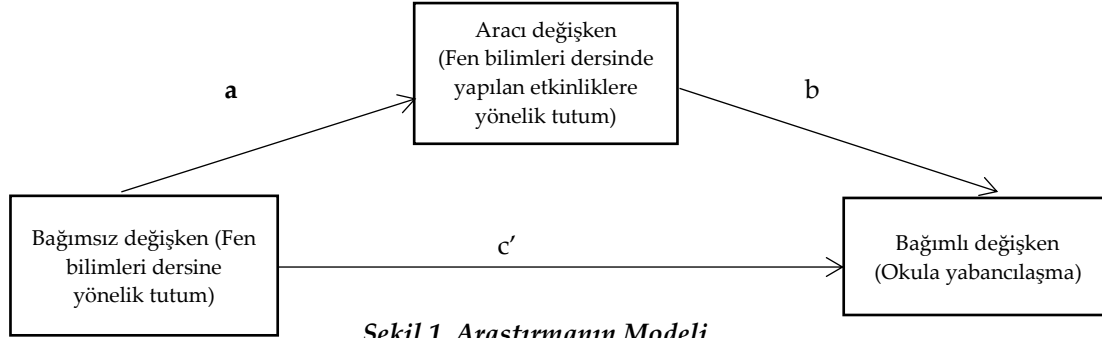 Aracı değişken
(Fen bilimleri dersinde
yapılan etkinliklere
yönelik tutum)
a
b
Bağımsız değişken (Fen
bilimleri dersine
yönelik tutum)
c'
Bağımlı değişken
(Okula yabancılaşma)
Şekil 1. Araştırmanın Modeli